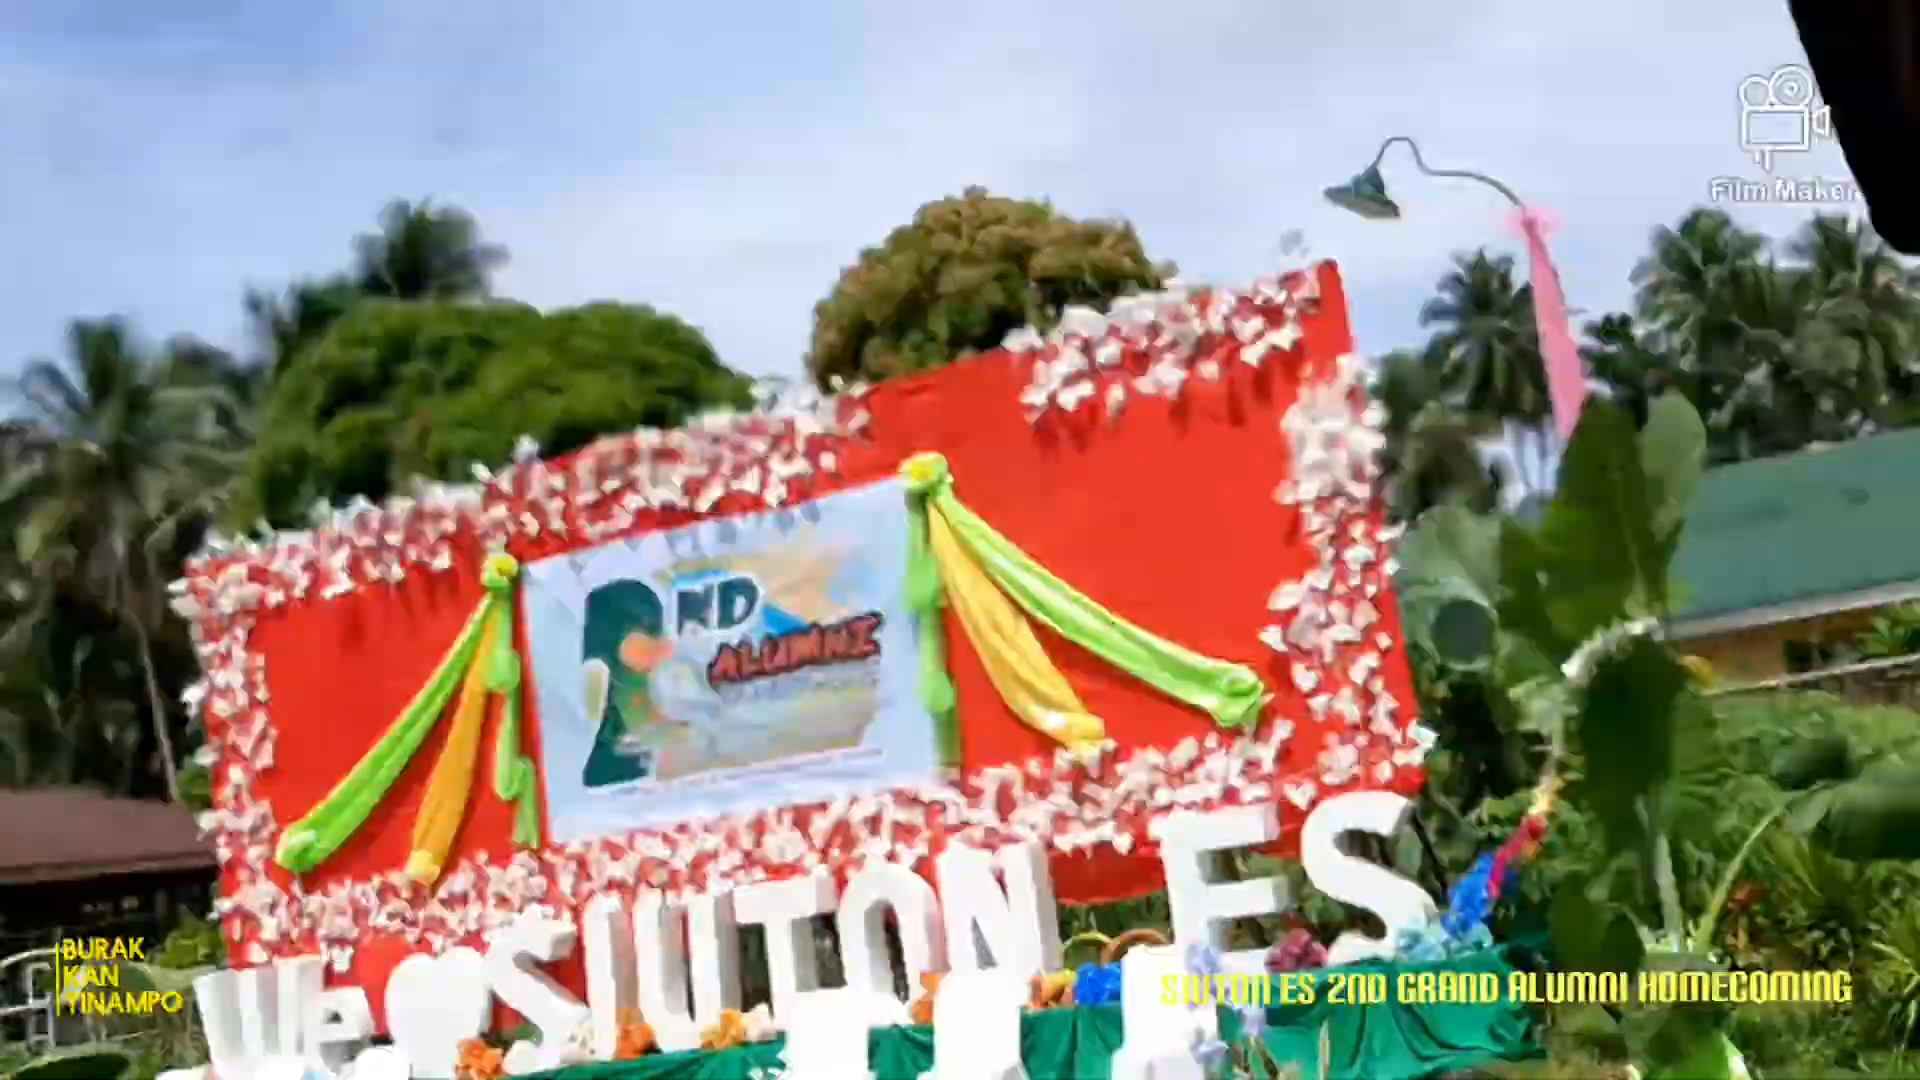 Film Maker
2ND
ALUMNI
We SIUTON ES
BURAK
KAN
TINAMPO
SIUTON ES 2ND GRAND ALUMNI HOMECOMING